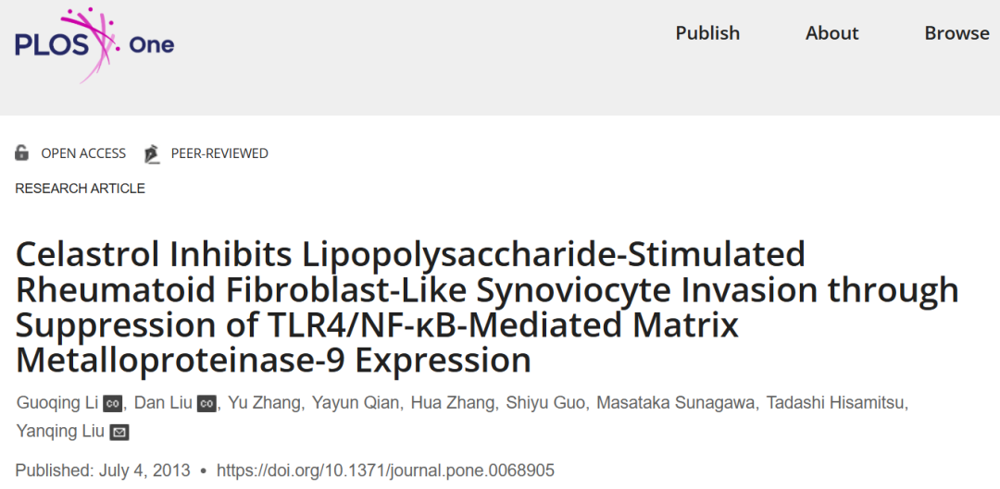 PLOS One
Publish About Browse
OPEN ACCESS PEER-REVIEWED
RESEARCH ARTICLE
Celastrol Inhibits Lipopolysaccharide-Stimulated
Rheumatoid Fibroblast-Like Synoviocyte Invasion through
Suppression of TLR4/NF-κB-Mediated Matrix
Metalloproteinase-9 Expression
Guoqing Li co, Dan Liu co, Yu Zhang, Yayun Qian, Hua Zhang, Shiyu Guo, Masataka Sunagawa, Tadashi Hisamitsu,
Yanqing Liu
Published: July 4, 2013 • https://doi.org/10.1371/journal.pone.0068905